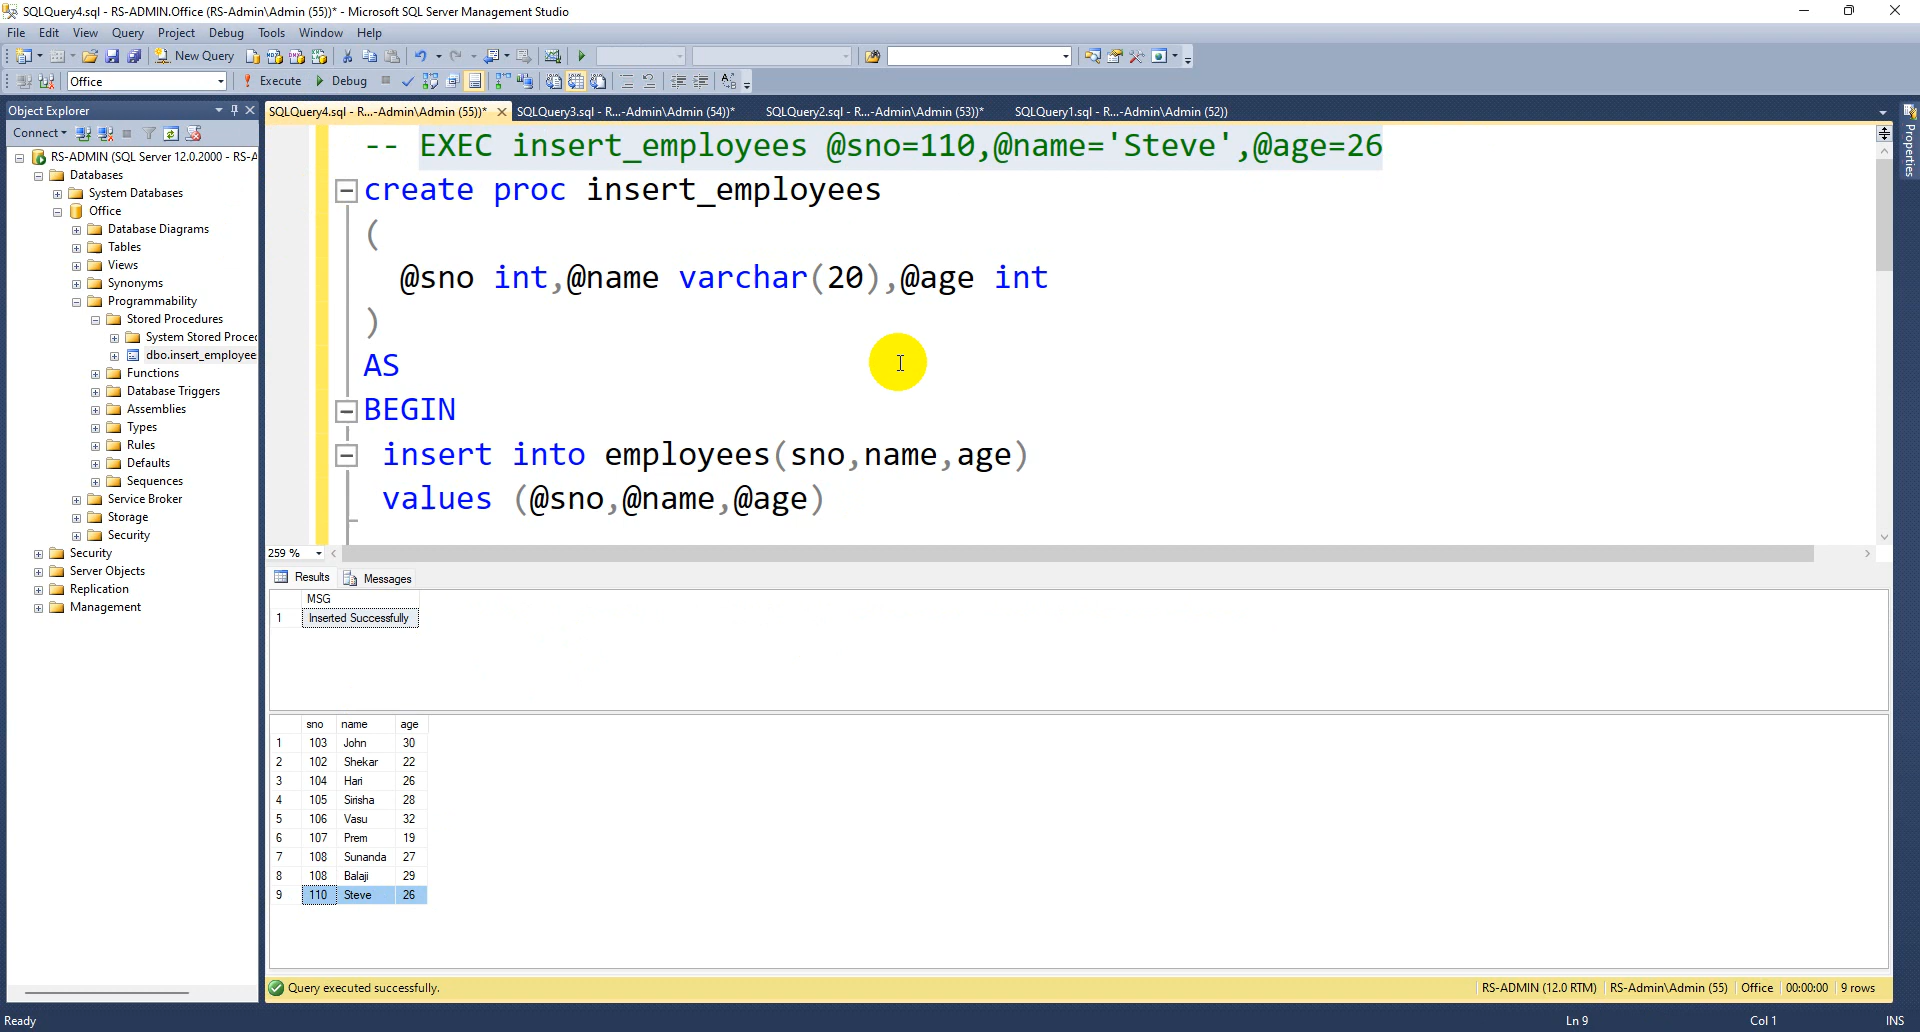 SQLQuery4.sql - RS-ADMIN.Office (RS-Admin\Admin (55))* - Microsoft SQL Server Management Studio
File Edit View Query Project Debug Tools Window Help
New Query
Office Execute Debug
Object Explorer
SQLQuery4.sql - R...-Admin\Admin (55))* SQLQuery3.sql - R...-Admin\Admin (54))* SQLQuery2.sql - R...-Admin\Admin (53))* SQLQuery1.sql - R...-Admin\Admin (52))
Connect
RS-ADMIN (SQL Server 12.0.2000 - RS-A
Databases
System Databases
Office
Database Diagrams
Tables
Views
Synonyms
Programmability
Stored Procedures
System Stored Proce
dbo.insert_employee
Functions
Database Triggers
Assemblies
Types
Rules
Defaults
Sequences
Service Broker
Storage
Security
Security
Server Objects
Replication
Management
-- EXEC insert_employees @sno=110,@name='Steve',@age=26
create proc insert_employees
(
@sno int,@name varchar(20),@age int
)
AS
BEGIN
insert into employees(sno,name,age)
values (@sno,@name,@age)
Properties
259 %
Results Messages
MSG
1 Inserted Successfully
sno name age
1 103 John 30
2 102 Shekar 22
3 104 Hari 26
4 105 Sirisha 28
5 106 Vasu 32
6 107 Prem 19
7 108 Sunanda 27
8 108 Balaji 29
9 110 Steve 26
Query executed successfully. RS-ADMIN (12.0 RTM) RS-Admin\Admin (55) Office 00:00:00 9 rows
Ready Ln 9 Col 1 INS